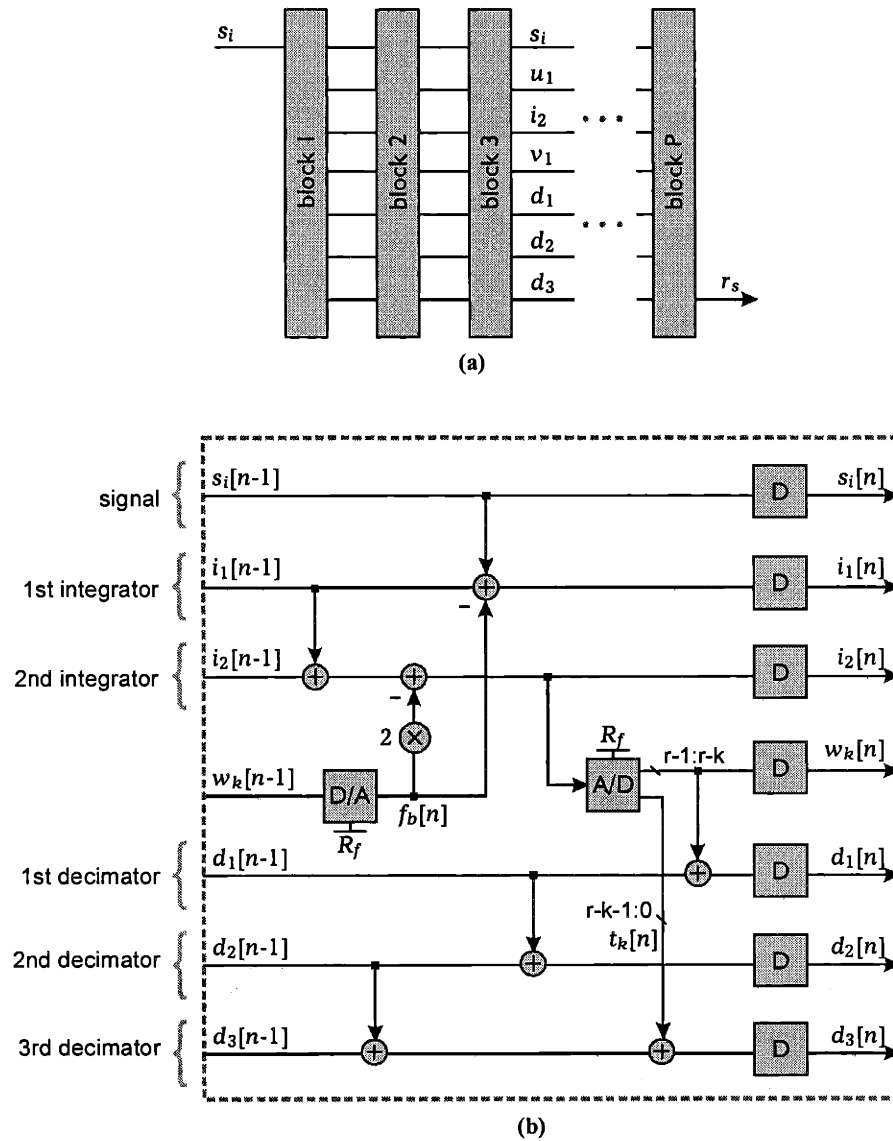 s_i
block 1
block 2
block 3
s_i
u_1
i_2
v_1
d_1
d_2
d_3
. . .
. . .
block P
r_s
(a)
signal
s_i[n-1]
D
s_i[n]
1st integrator
i_1[n-1]
+
-
D
i_1[n]
2nd integrator
i_2[n-1]
+
+
-
D
i_2[n]
2
×
R_f
r-1:r-k
w_k[n-1]
D/A
A/D
D
w_k[n]
R_f
f_b[n]
1st decimator
d_1[n-1]
+
D
d_1[n]
r-k-1:0
t_k[n]
2nd decimator
d_2[n-1]
+
D
d_2[n]
3rd decimator
d_3[n-1]
+
+
D
d_3[n]
(b)